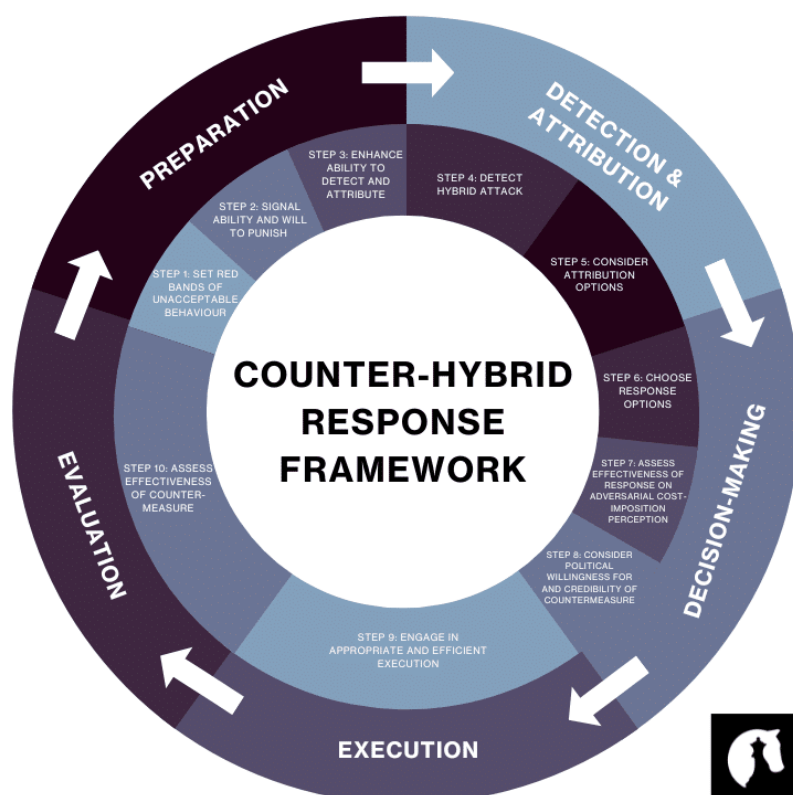 COUNTER-HYBRID
RESPONSE
FRAMEWORK
PREPARATION
STEP 1: SET RED
BANDS OF
UNACCEPTABLE
BEHAVIOUR
STEP 2: SIGNAL
ABILITY AND WILL
TO PUNISH
STEP 3: ENHANCE
ABILITY TO
DETECT AND
ATTRIBUTE
DETECTION &
ATTRIBUTION
STEP 4: DETECT
HYBRID ATTACK
STEP 5: CONSIDER
ATTRIBUTION
OPTIONS
DECISION-MAKING
STEP 6: CHOOSE
RESPONSE
OPTIONS
STEP 7: ASSESS
EFFECTIVENESS OF
RESPONSE ON
ADVERSARIAL COST-
IMPOSITION
PERCEPTION
STEP 8: CONSIDER
POLITICAL
WILLINGNESS FOR
AND CREDIBILITY OF
COUNTERMEASURE
EXECUTION
STEP 9: ENGAGE IN
APPROPRIATE AND EFFICIENT
EXECUTION
EVALUATION
STEP 10: ASSESS
EFFECTIVENESS
OF COUNTER-
MEASURE